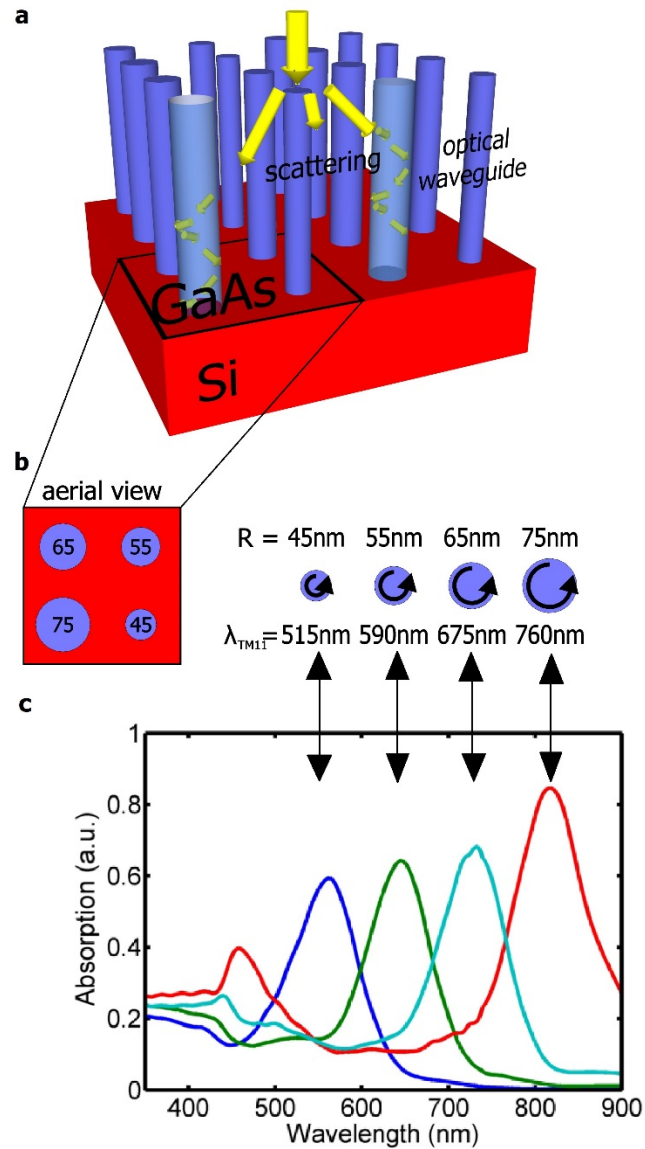 a
scattering
optical
waveguide
GaAs
Si
b
aerial view
65 55
75 45
R = 45nm 55nm 65nm 75nm
λTM11=515nm 590nm 675nm 760nm
c
1
0.8
0.6
0.4
0.2
0
Absorption (a.u.)
400 500 600 700 800 900
Wavelength (nm)